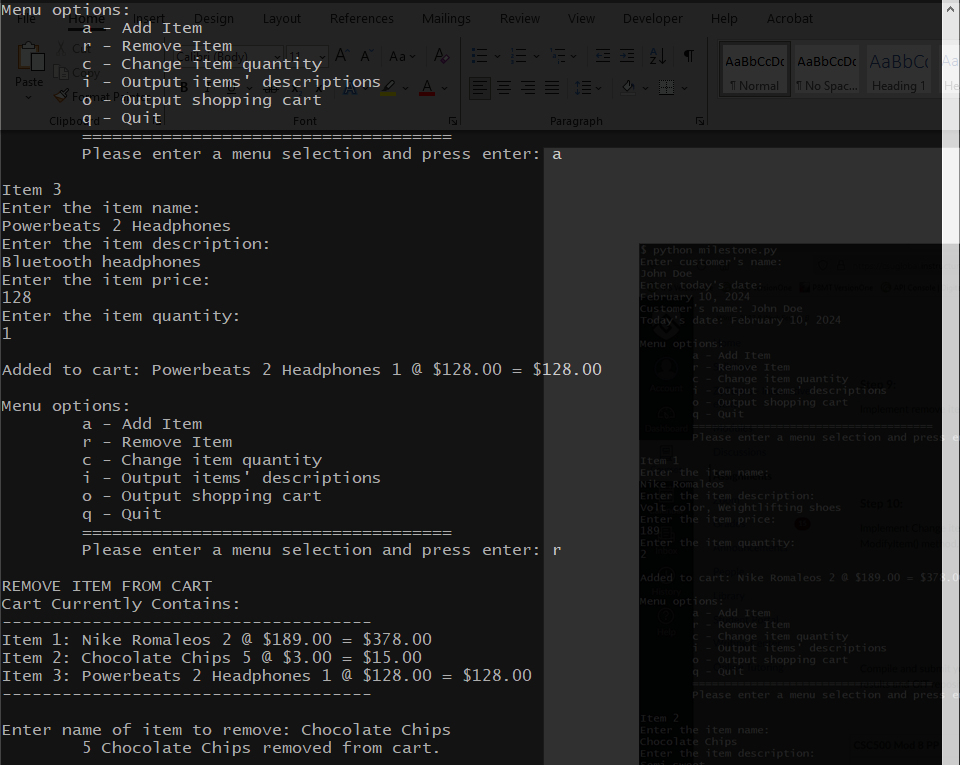 Menu options:
a - Add Item
r - Remove Item
c - Change item quantity
i - Output items' descriptions
o - Output shopping cart
q - Quit
=====================================
Please enter a menu selection and press enter: a
Item 3
Enter the item name:
Powerbeats 2 Headphones
Enter the item description:
Bluetooth headphones
Enter the item price:
128
Enter the item quantity:
1
Added to cart: Powerbeats 2 Headphones 1 @ $128.00 = $128.00
Menu options:
a - Add Item
r - Remove Item
c - Change item quantity
i - Output items' descriptions
o - Output shopping cart
q - Quit
=====================================
Please enter a menu selection and press enter: r
REMOVE ITEM FROM CART
Cart Currently Contains:
-------------------------------------
Item 1: Nike Romaleos 2 @ $189.00 = $378.00
Item 2: Chocolate Chips 5 @ $3.00 = $15.00
Item 3: Powerbeats 2 Headphones 1 @ $128.00 = $128.00
-------------------------------------
Enter name of item to remove: Chocolate Chips
5 Chocolate Chips removed from cart.
File Home Insert Design Layout References Mailings Review View Developer Help Acrobat
Paste
Cut
Copy
Format
Clipboard Font Paragraph
AaBbCcDc AaBbCcDc AaBbCc
¶ Normal ¶ No Spac... Heading 1
$ python milestone.py
Enter customer's name:
John Doe
Enter today's date:
February 10, 2024
Customer's name: John Doe
Today's date: February 10, 2024
Menu options:
a - Add Item
r - Remove Item
c - Change item quantity
i - Output items' descriptions
o - Output shopping cart
q - Quit
Please enter a menu selection and press
Item 1
Enter the item name:
Nike Romaleos
Enter the item description:
Volt color, Weightlifting shoes
Enter the item price:
189
Enter the item quantity:
2
Added to cart: Nike Romaleos 2 @ $189.00 = $378.00
Menu options:
a - Add Item
r - Remove Item
c - Change item quantity
i - Output items' descriptions
o - Output shopping cart
q - Quit
Please enter a menu selection and press
Item 2
Enter the item name:
Chocolate Chips
Enter the item description: